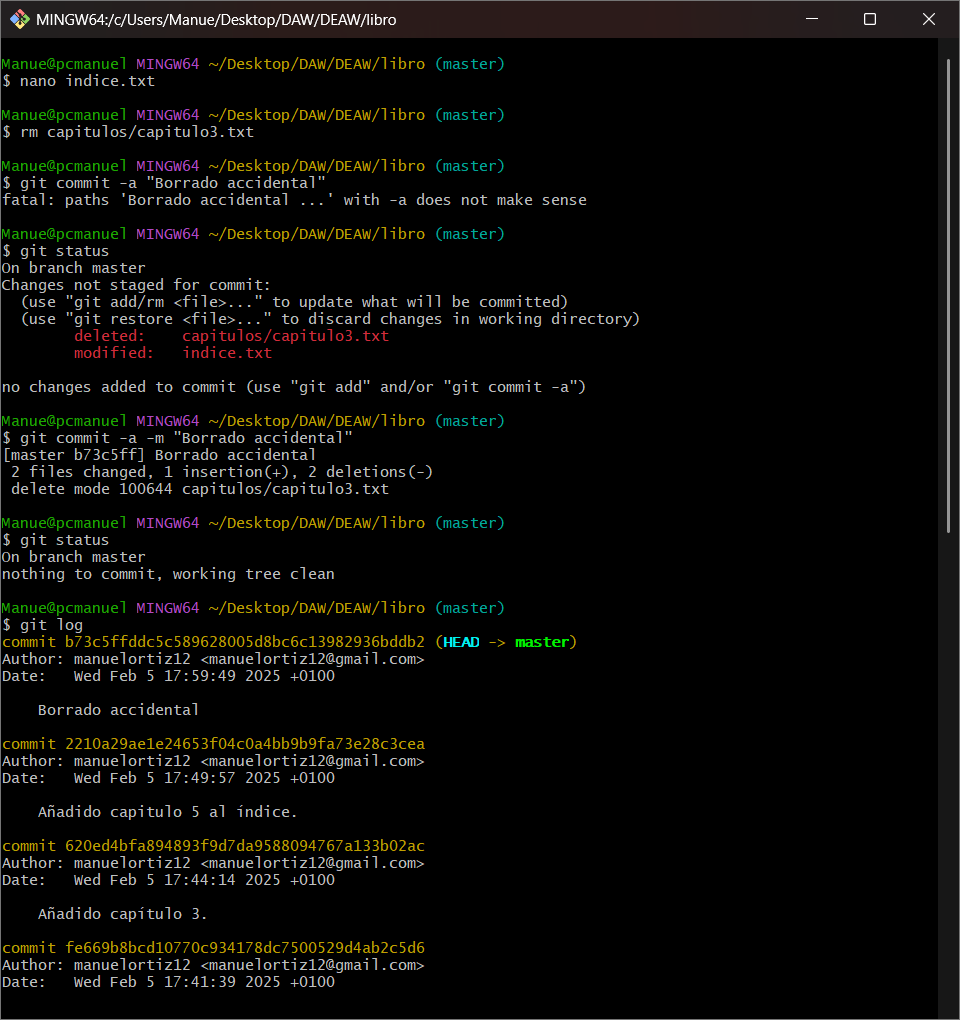 MINGW64:/c/Users/Manue/Desktop/DAW/DEAW/libro
Manue@pcmanuel MINGW64 ~/Desktop/DAW/DEAW/libro (master)
$ nano indice.txt
Manue@pcmanuel MINGW64 ~/Desktop/DAW/DEAW/libro (master)
$ rm capitulos/capitulo3.txt
Manue@pcmanuel MINGW64 ~/Desktop/DAW/DEAW/libro (master)
$ git commit -a "Borrado accidental"
fatal: paths 'Borrado accidental ...' with -a does not make sense
Manue@pcmanuel MINGW64 ~/Desktop/DAW/DEAW/libro (master)
$ git status
On branch master
Changes not staged for commit:
  (use "git add/rm <file>..." to update what will be committed)
  (use "git restore <file>..." to discard changes in working directory)
        deleted:    capitulos/capitulo3.txt
        modified:   indice.txt
no changes added to commit (use "git add" and/or "git commit -a")
Manue@pcmanuel MINGW64 ~/Desktop/DAW/DEAW/libro (master)
$ git commit -a -m "Borrado accidental"
[master b73c5ff] Borrado accidental
 2 files changed, 1 insertion(+), 2 deletions(-)
 delete mode 100644 capitulos/capitulo3.txt
Manue@pcmanuel MINGW64 ~/Desktop/DAW/DEAW/libro (master)
$ git status
On branch master
nothing to commit, working tree clean
Manue@pcmanuel MINGW64 ~/Desktop/DAW/DEAW/libro (master)
$ git log
commit b73c5ffddc5c589628005d8bc6c13982936bddb2 (HEAD -> master)
Author: manuelortiz12 <manuelortiz12@gmail.com>
Date:   Wed Feb 5 17:59:49 2025 +0100
    Borrado accidental
commit 2210a29ae1e24653f04c0a4bb9b9fa73e28c3cea
Author: manuelortiz12 <manuelortiz12@gmail.com>
Date:   Wed Feb 5 17:49:57 2025 +0100
    Añadido capitulo 5 al índice.
commit 620ed4bfa894893f9d7da9588094767a133b02ac
Author: manuelortiz12 <manuelortiz12@gmail.com>
Date:   Wed Feb 5 17:44:14 2025 +0100
    Añadido capítulo 3.
commit fe669b8bcd10770c934178dc7500529d4ab2c5d6
Author: manuelortiz12 <manuelortiz12@gmail.com>
Date:   Wed Feb 5 17:41:39 2025 +0100